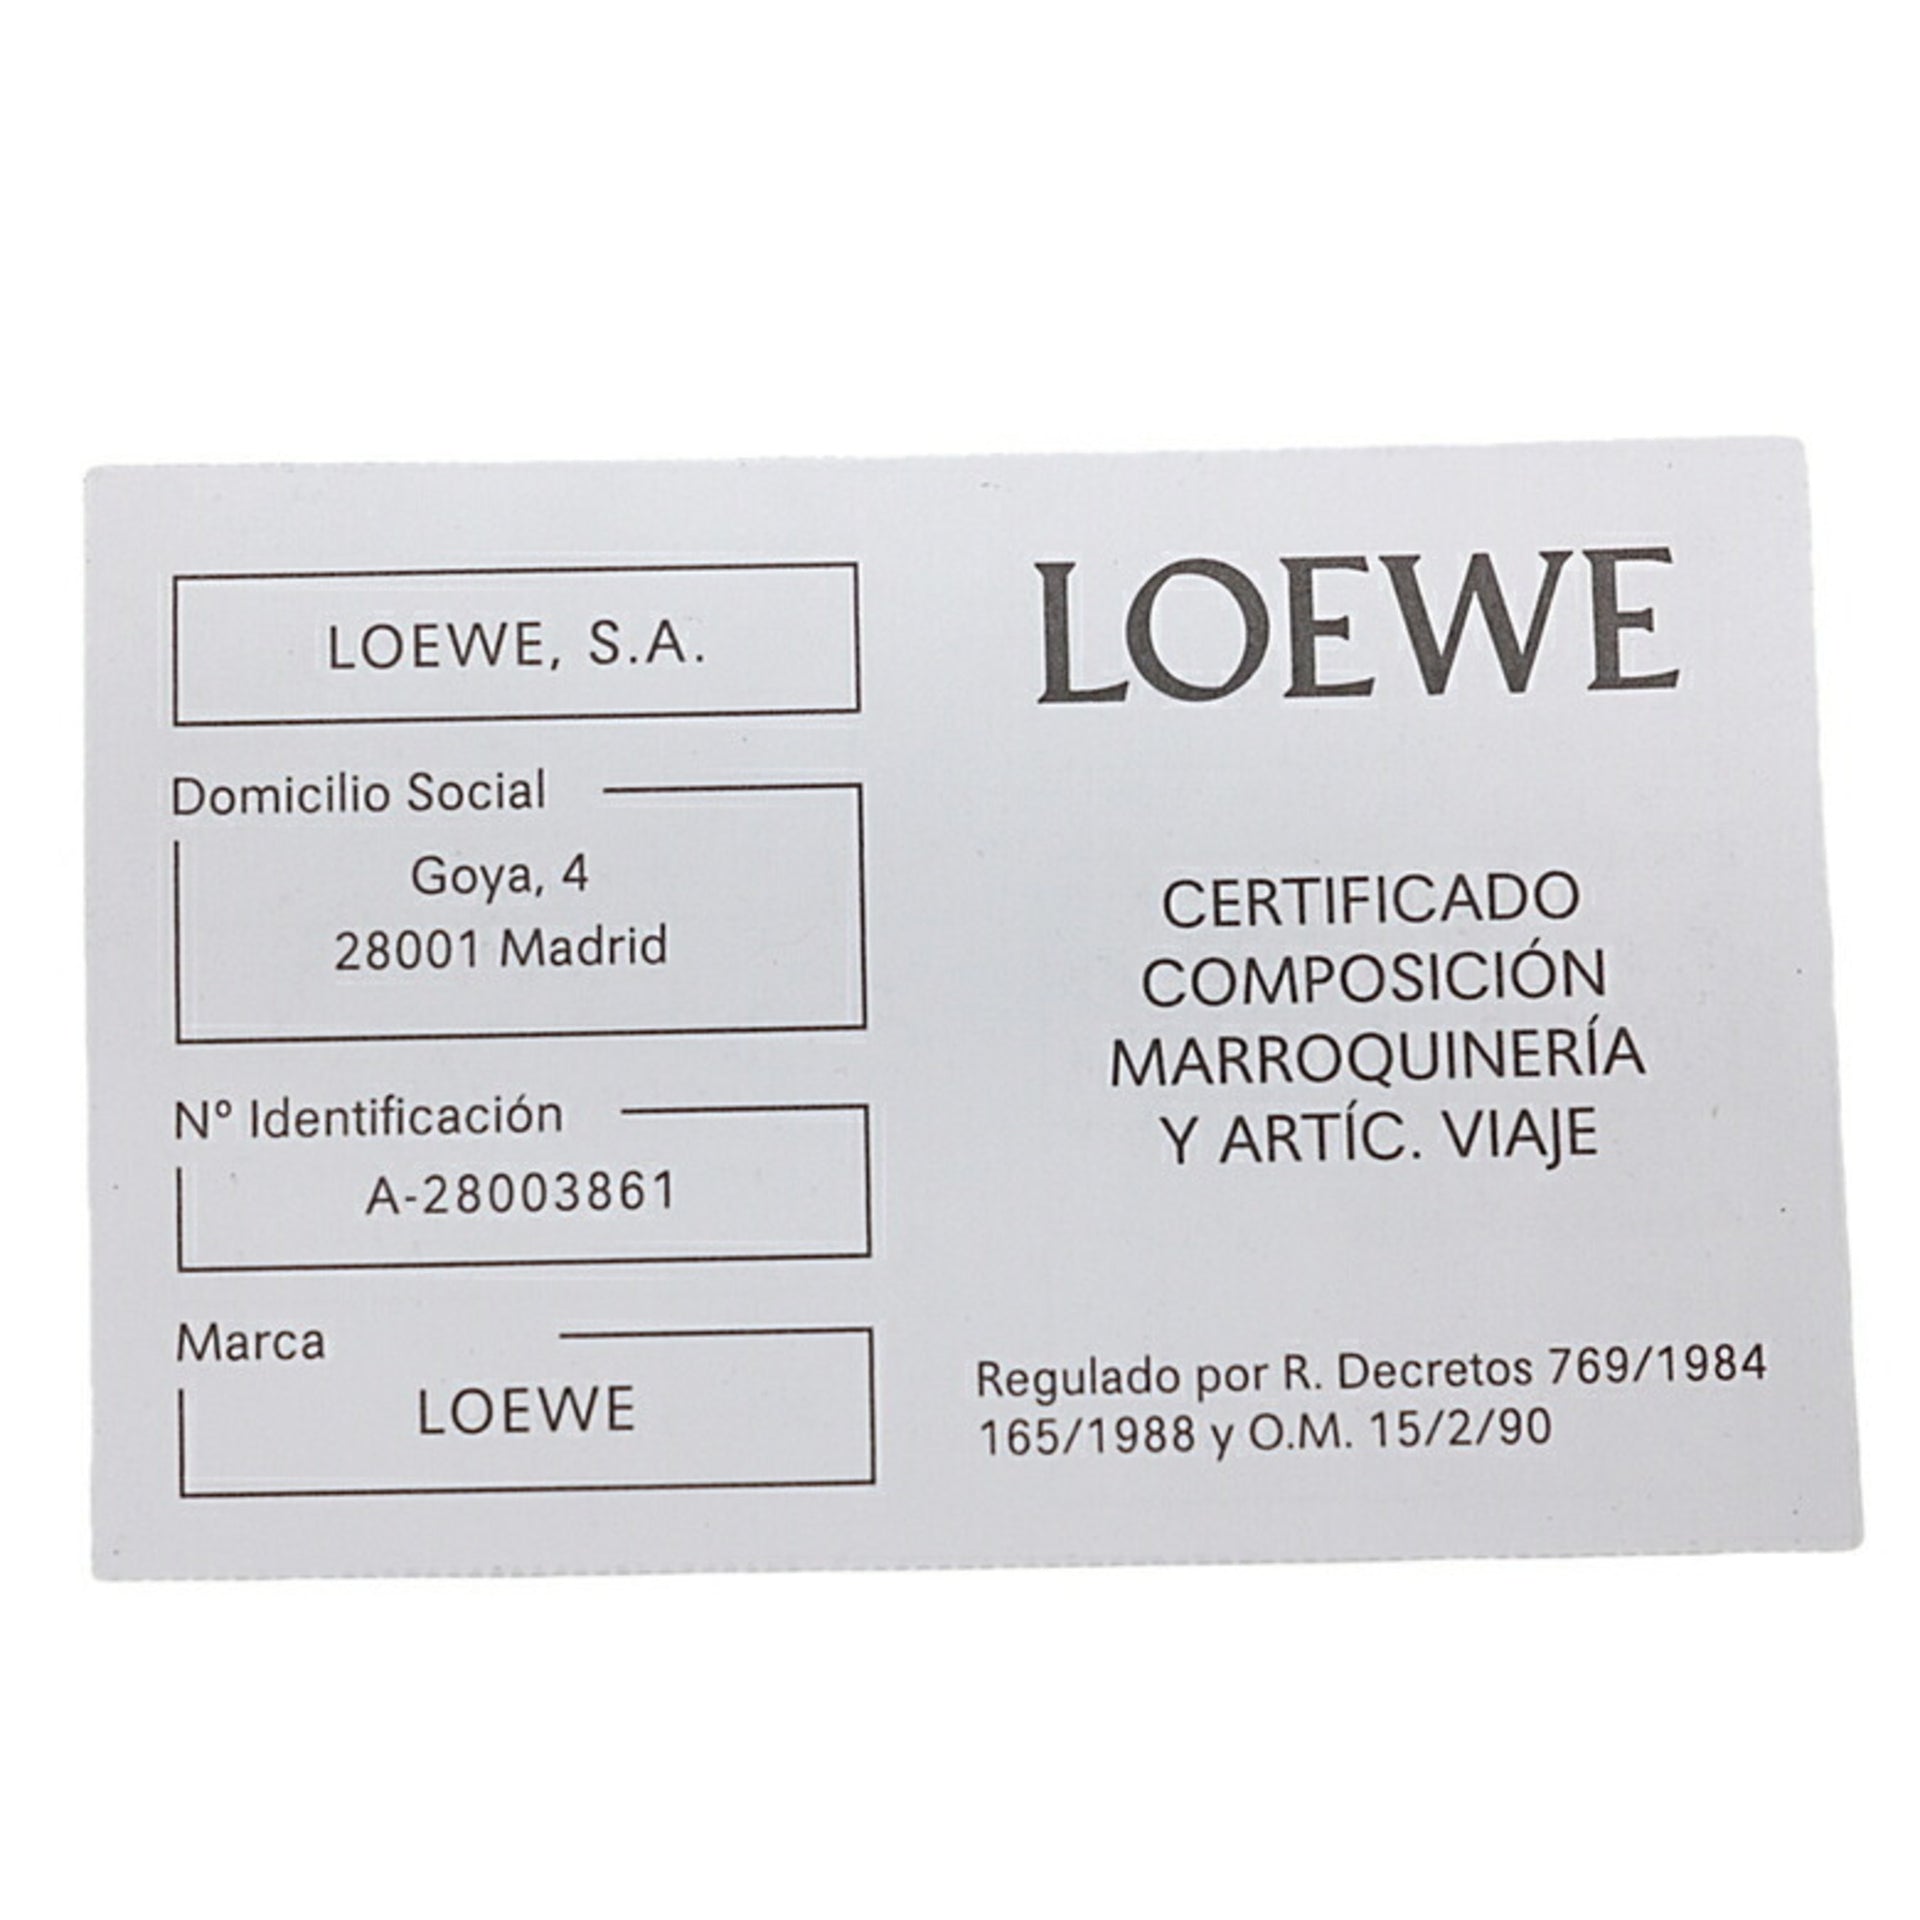 LOEWE, S.A.
Domicilio Social
Goya, 4
28001 Madrid
Nº Identificación
A-28003861
Marca
LOEWE
LOEWE
CERTIFICADO
COMPOSICIÓN
MARROQUINERÍA
Y ARTÍC. VIAJE
Regulado por R. Decretos 769/1984
165/1988 y O.M. 15/2/90